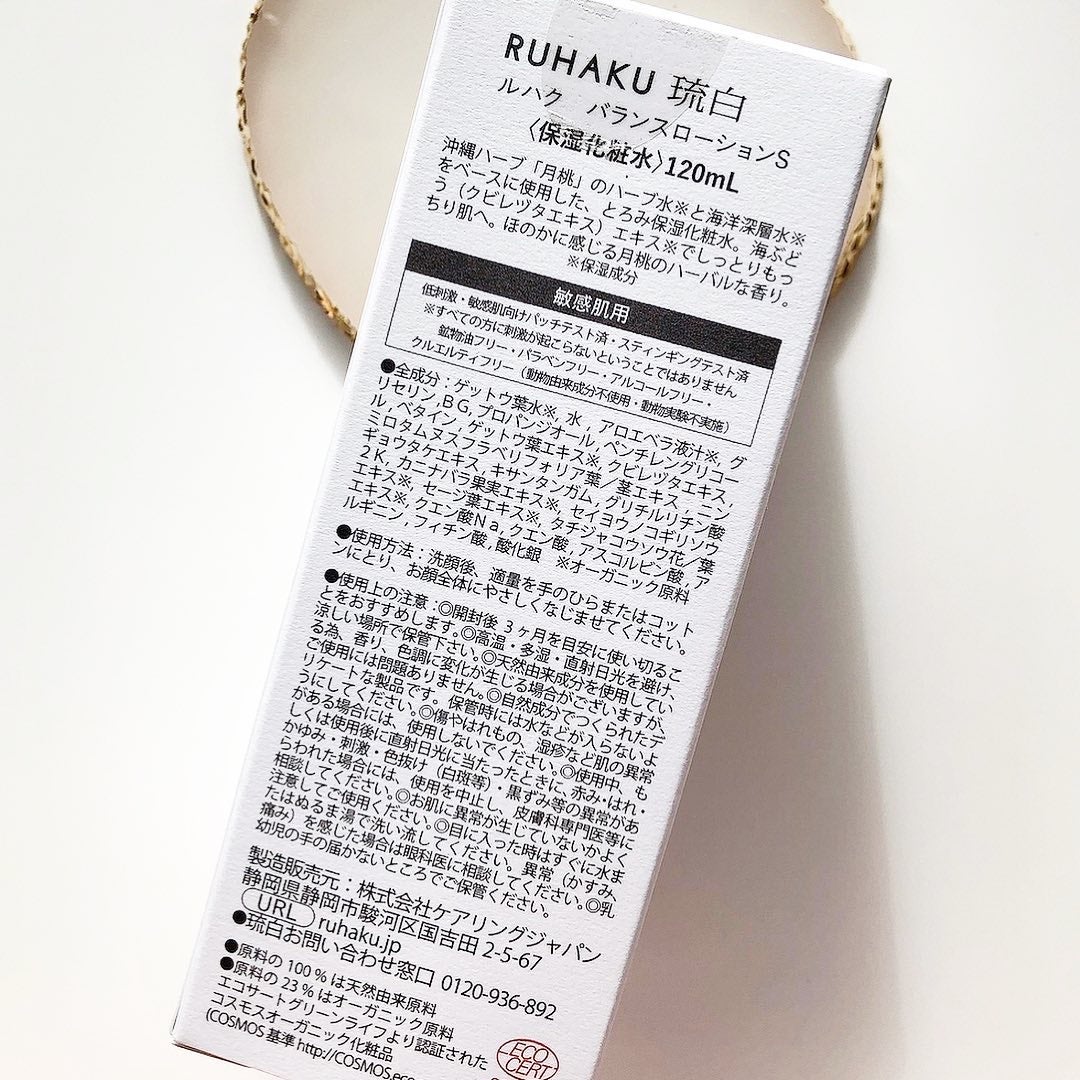 RUHAKU 琉白
ルハク バランスローションS
〈保湿化粧水〉120mL
沖縄ハーブ「月桃」のハーブ水※と海洋深層水※
をベースに使用した、とろみ保湿化粧水。海ぶど
う（クビレヅタエキス）エキス※でしっとりもっ
ちり肌へ。ほのかに感じる月桃のハーバルな香り。
※保湿成分
敏感肌用
低刺激・敏感肌向けパッチテスト済・スティンギングテスト済
※すべての方に刺激が起こらないということではありません
鉱物油フリー・パラベンフリー・アルコールフリー・
クルエルティフリー（動物由来成分不使用・動物実験不実施）
●全成分：ゲットウ葉水※, 水 , アロエベラ液汁※, グ
リセリン ,ＢＧ, プロパンジオール , ペンチレングリコー
ル , ベタイン , ゲットウ葉エキス※, クビレヅタエキス ,
ミロタムヌスフラベリフォリア葉／茎エキス , ニン
ギョウタケエキス , キサンタンガム , グリチルリチン酸
２Ｋ, カニナバラ果実エキス※, セイヨウノコギリソウ
エキス※, セージ葉エキス※, タチジャコウソウ花／葉
エキス※, クエン酸Ｎａ, クエン酸 , アスコルビン酸 , ア
ルギニン , フィチン酸 , 酸化銀 ※オーガニック原料
●使用方法：洗顔後、適量を手のひらまたはコット
ンにとり、お顔全体にやさしくなじませてください。
●使用上の注意：◎開封後 3 ヶ月を目安に使い切るこ
とをおすすめします。◎高温・多湿・直射日光を避け、
涼しい場所で保管下さい。◎天然由来成分を使用してい
る為、香り、色調に変化が生じる場合がございますが、
ご使用には問題ありません。◎自然成分でつくられたデ
リケートな製品です。保管時には水などが入らないよ
うにしてください。◎傷やはれもの、湿疹など肌の異常
がある場合には、使用しないでください。◎使用中、も
しくは使用後に直射日光に当たったときに、赤み・はれ・
かゆみ・刺激・色抜け（白斑等）・黒ずみ等の異常があ
らわれた場合には、使用を中止し、皮膚科専門医等に
相談してください。◎お肌に異常が生じていないかよく
注意してご使用ください。◎目に入った時はすぐに水ま
たはぬるま湯で洗い流してください。異常（かすみ、
痛み）を感じた場合は眼科医に相談してください。◎乳
幼児の手の届かないところでご保管ください。
製造販売元：株式会社ケアリングジャパン
静岡県静岡市駿河区国吉田 2-5-67
URL ruhaku.jp
●琉白お問い合わせ窓口 0120-936-892
●原料の 100 % は天然由来原料
●原料の 23 % はオーガニック原料
エコサートグリーンライフより認証された
コスモスオーガニック化粧品
(COSMOS 基準 http://COSMOS.eco
ECO
CERT